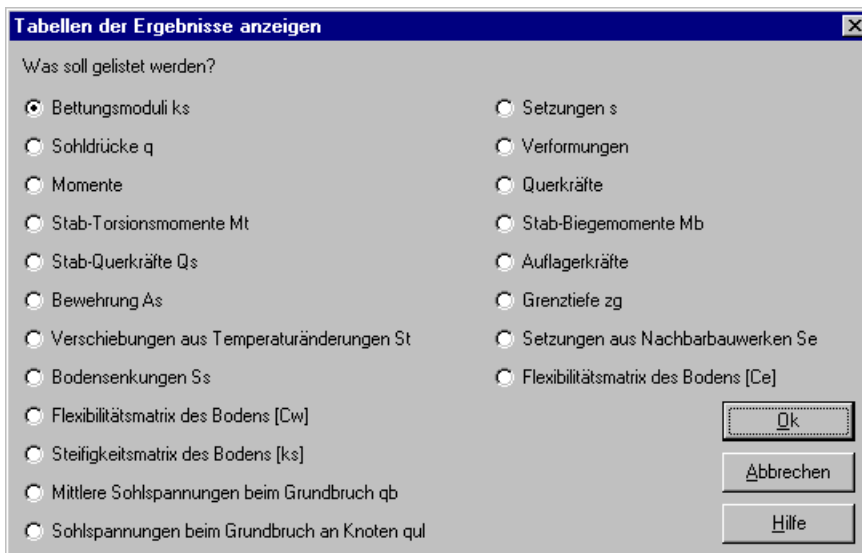 Tabellen der Ergebnisse anzeigen
Was soll gelistet werden?
Bettungsmoduli ks
Setzungen s
Sohldrücke q
Verformungen
Momente
Querkräfte
Stab-Torsionsmomente Mt
Stab-Biegemomente Mb
Stab-Querkräfte Qs
Auflagerkräfte
Bewehrung As
Grenztiefe zg
Verschiebungen aus Temperaturänderungen St
Setzungen aus Nachbarbauwerken Se
Bodensenkungen Ss
Flexibilitätsmatrix des Bodens [Ce]
Flexibilitätsmatrix des Bodens [Cw]
Ok
Steifigkeitsmatrix des Bodens [ks]
Abbrechen
Mittlere Sohlspannungen beim Grundbruch qb
Hilfe
Sohlspannungen beim Grundbruch an Knoten qul